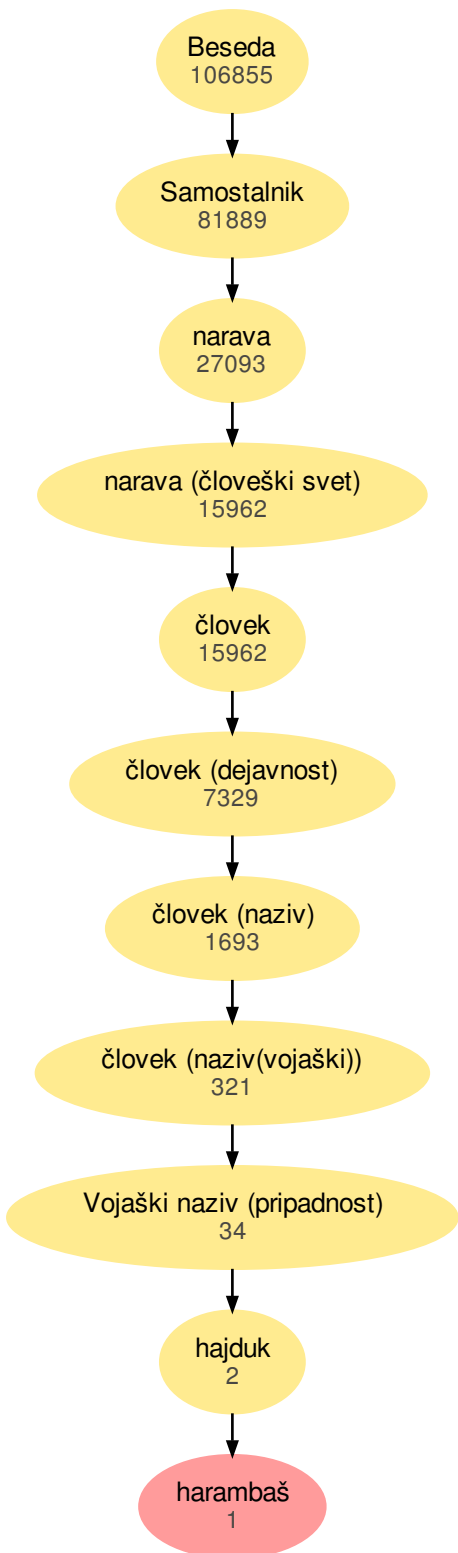 Beseda
106855
Samostalnik
81889
narava
27093
narava (človeški svet)
15962
človek
15962
človek (dejavnost)
7329
človek (naziv)
1693
človek (naziv(vojaški))
321
Vojaški naziv (pripadnost)
34
hajduk
2
harambaš
1